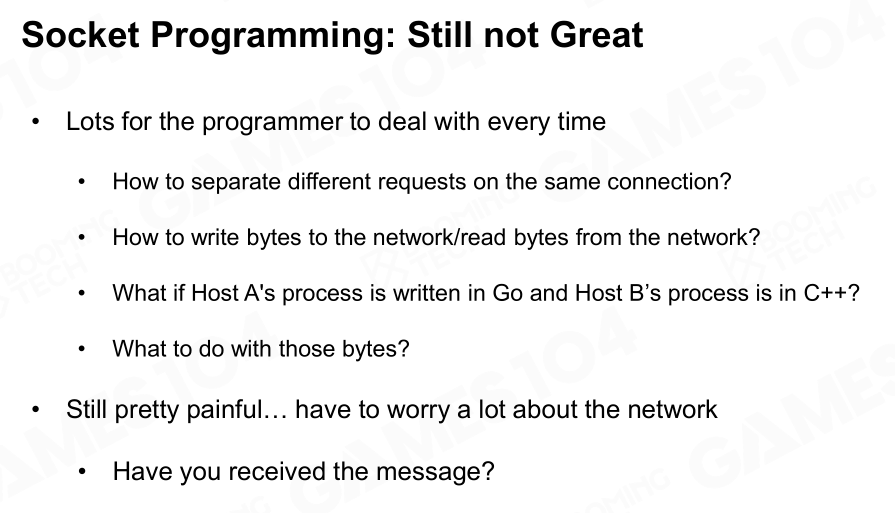 Socket Programming: Still not Great
• Lots for the programmer to deal with every time
• How to separate different requests on the same connection?
• How to write bytes to the network/read bytes from the network?
• What if Host A's process is written in Go and Host B’s process is in C++?
• What to do with those bytes?
• Still pretty painful… have to worry a lot about the network
• Have you received the message?
GAMES104
BOOMING TECH